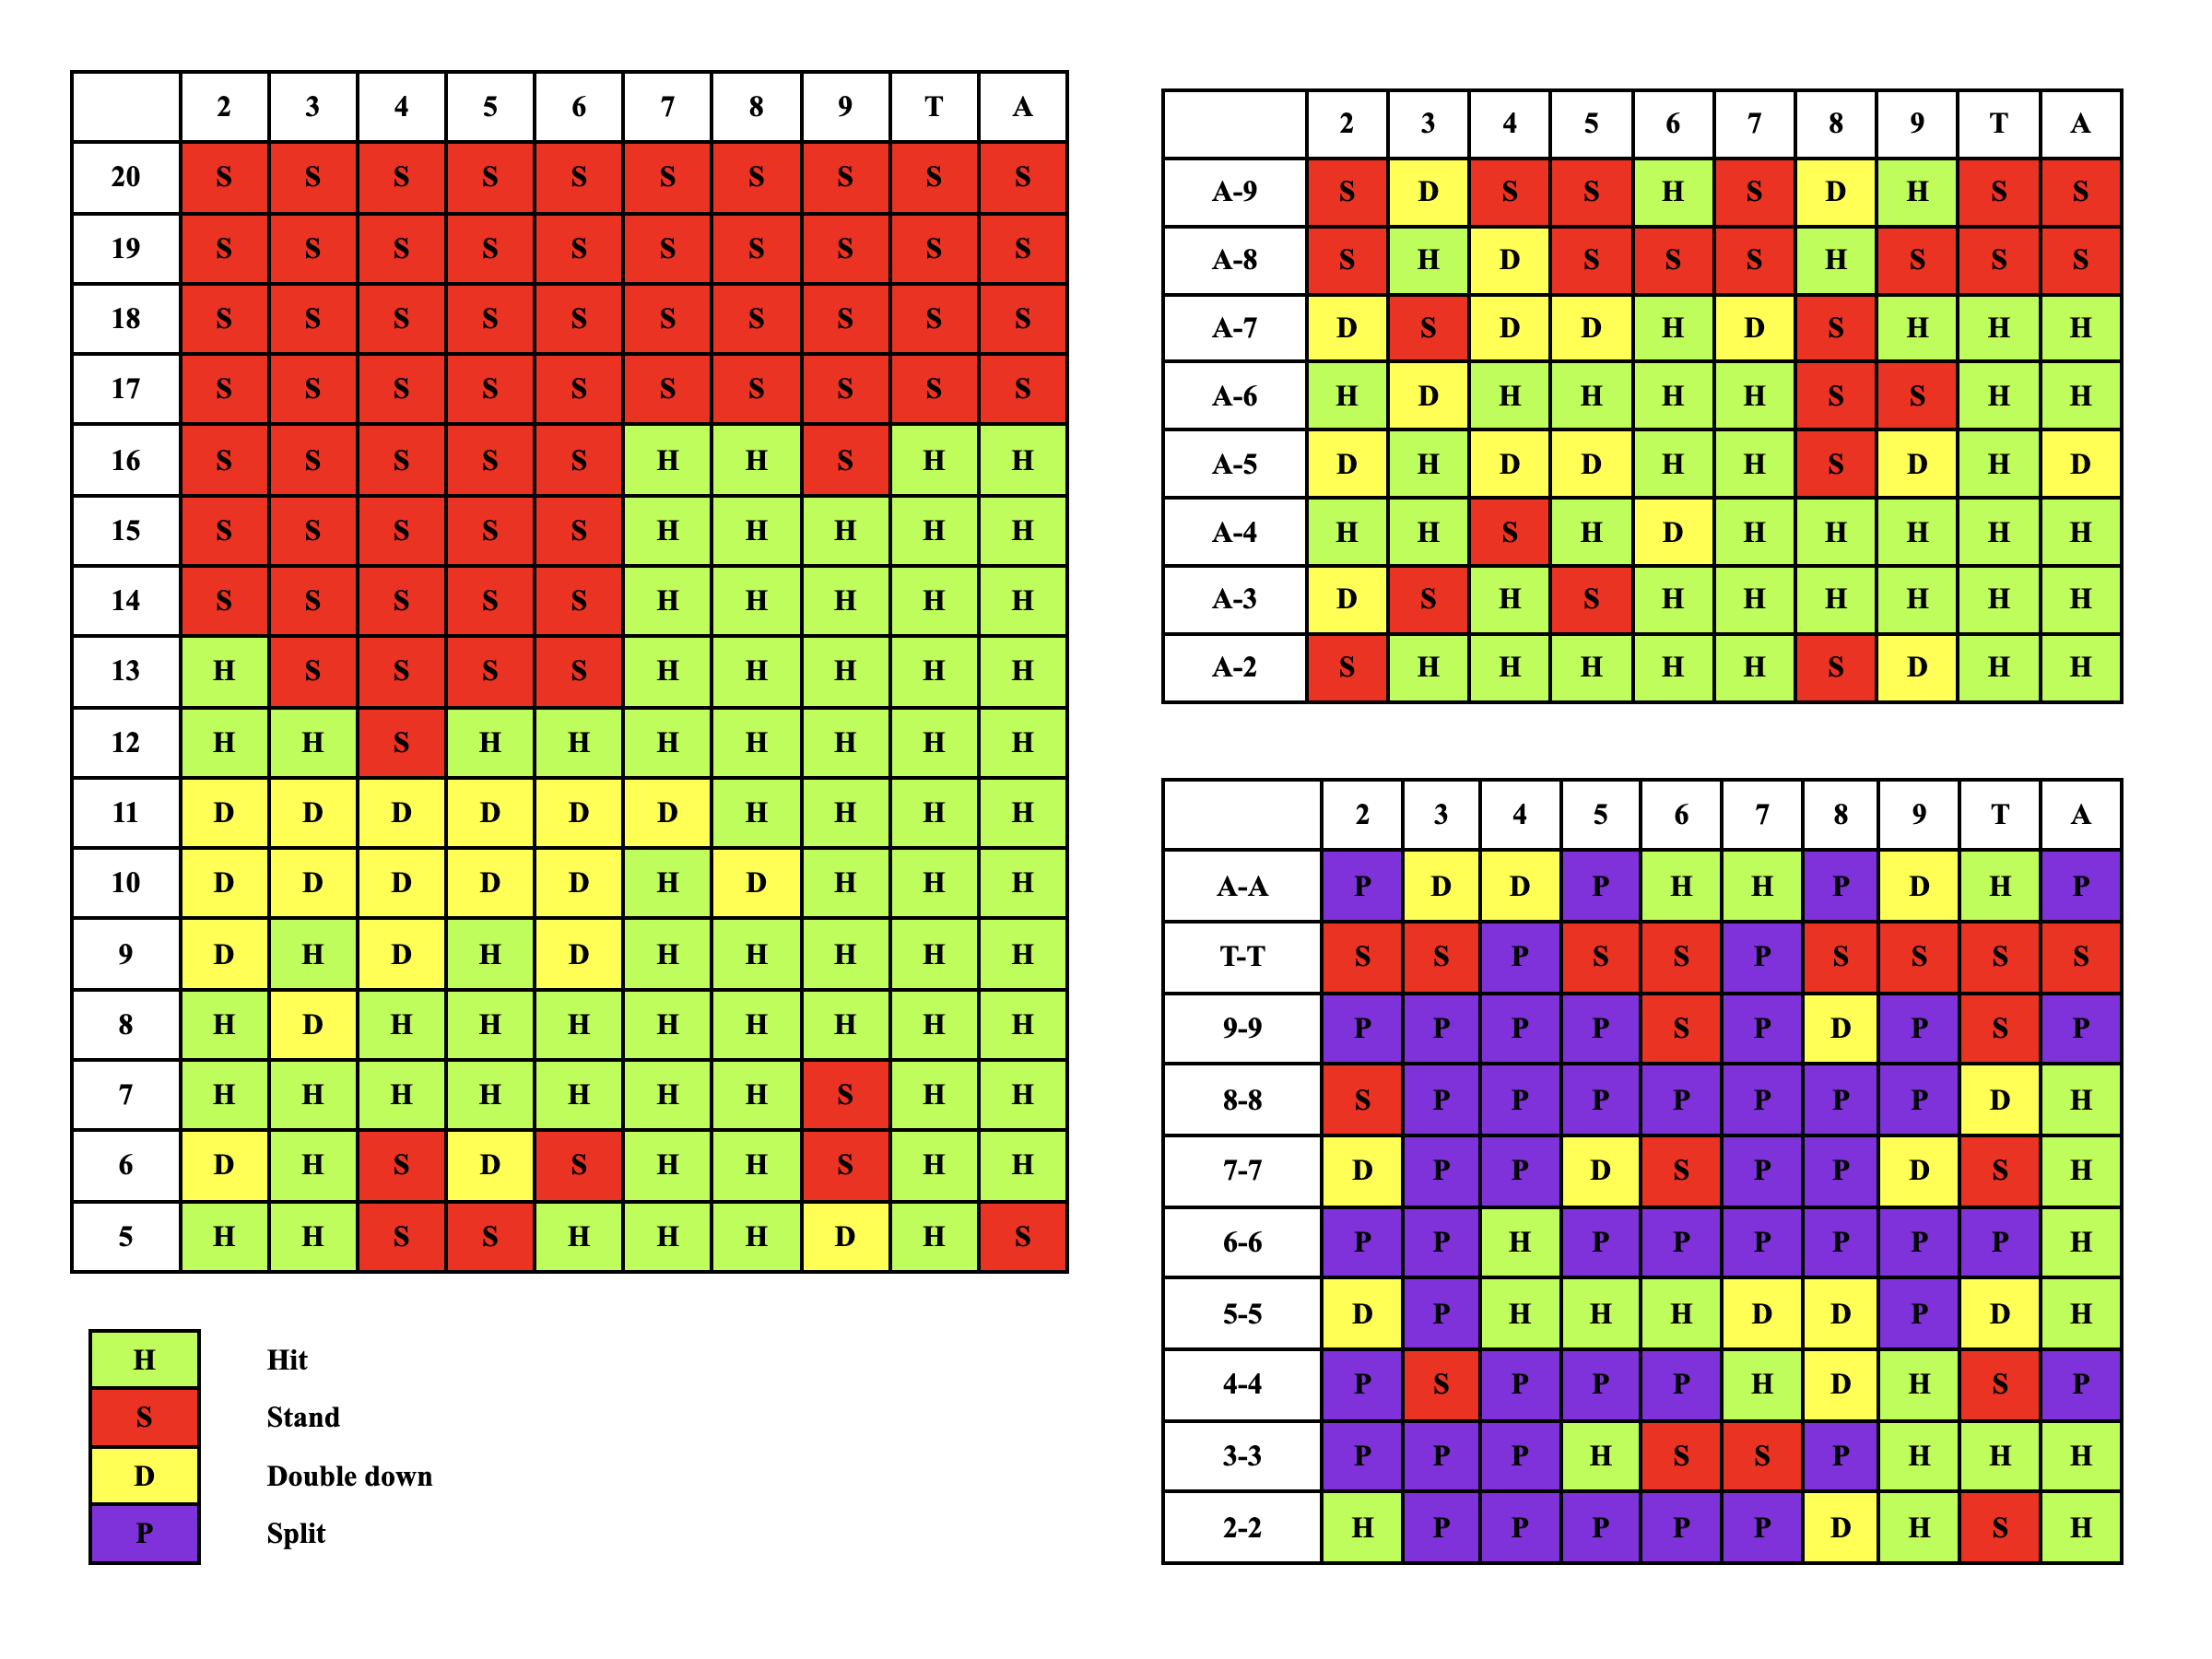 2 3 4 5 6 7 8 9 T A
20 S S S S S S S S S S
19 S S S S S S S S S S
18 S S S S S S S S S S
17 S S S S S S S S S S
16 S S S S S H H S H H
15 S S S S S H H H H H
14 S S S S S H H H H H
13 H S S S S H H H H H
12 H H S H H H H H H H
11 D D D D D D H H H H
10 D D D D D H D H H H
9 D H D H D H H H H H
8 H D H H H H H H H H
7 H H H H H H H S H H
6 D H S D S H H S H H
5 H H S S H H H D H S
H Hit
S Stand
D Double down
P Split
2 3 4 5 6 7 8 9 T A
A-9 S D S S H S D H S S
A-8 S H D S S S H S S S
A-7 D S D D H D S H H H
A-6 H D H H H H S S H H
A-5 D H D D H H S D H D
A-4 H H S H D H H H H H
A-3 D S H S H H H H H H
A-2 S H H H H H S D H H
2 3 4 5 6 7 8 9 T A
A-A P D D P H H P D H P
T-T S S P S S P S S S S
9-9 P P P P S P D P S P
8-8 S P P P P P P P D H
7-7 D P P D S P P D S H
6-6 P P H P P P P P P H
5-5 D P H H H D D P D H
4-4 P S P P P H D H S P
3-3 P P P H S S P H H H
2-2 H P P P P P D H S H